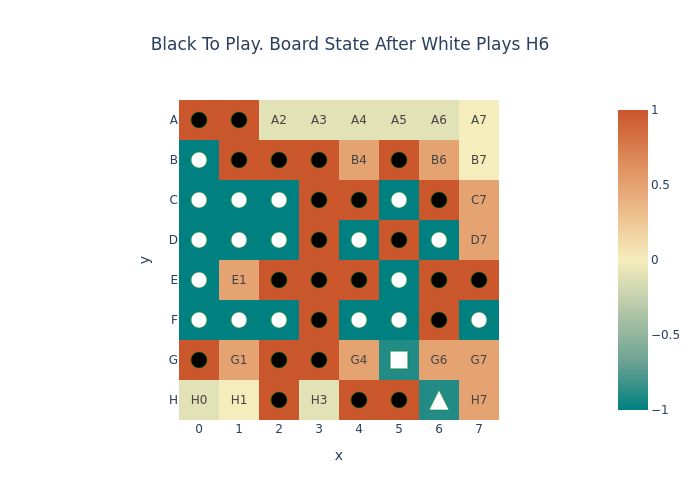 Black To Play. Board State After White Plays H6
A A2 A3 A4 A5 A6 A7
B B4 B6 B7
C C7
D D7
E E1
F
G G1 G4 G6 G7
H H0 H1 H3 H7
0 1 2 3 4 5 6 7
x
y
1
0.5
0
−0.5
−1